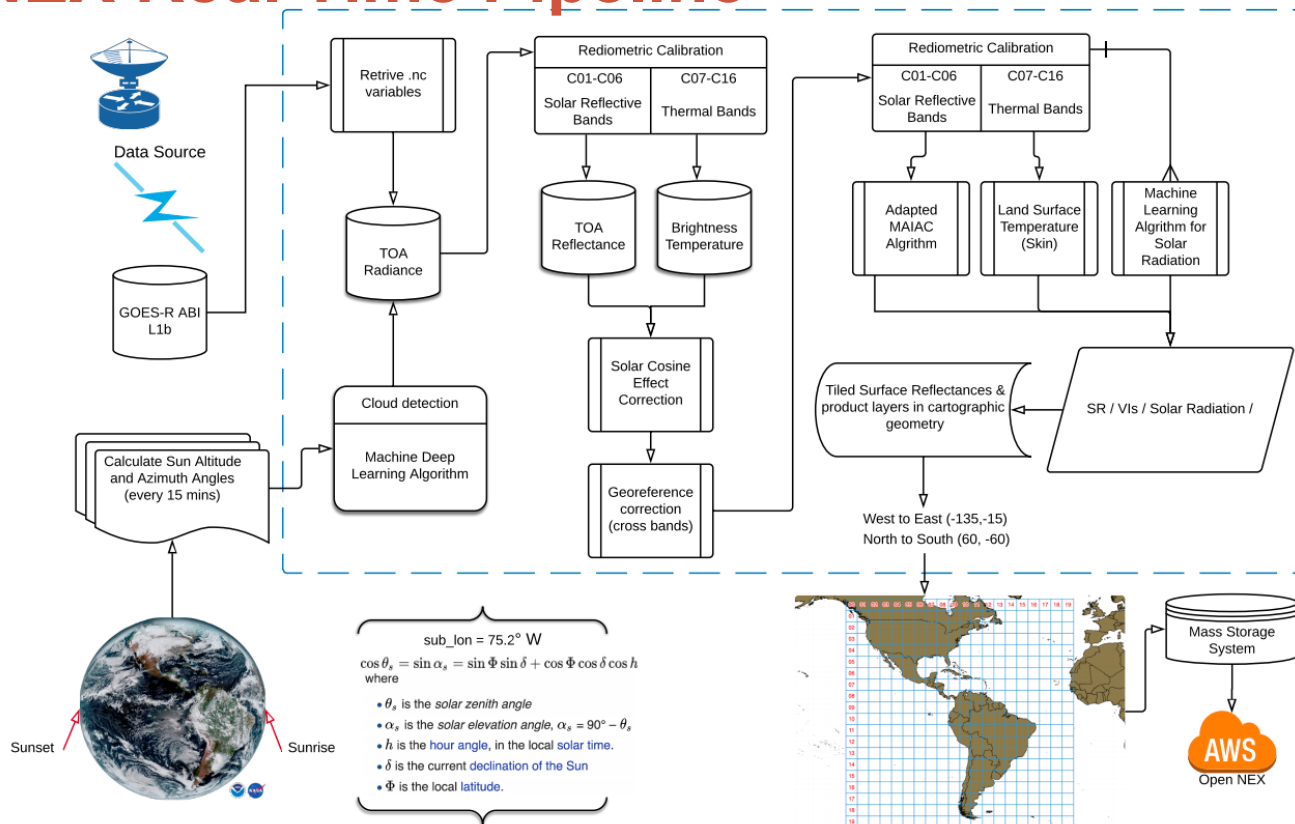 NEX Real-Time Pipeline
Data Source
GOES-R ABI
L1b
Retrive .nc
variables
TOA
Radiance
Cloud detection
Machine Deep
Learning Algorithm
Calculate Sun Altitude
and Azimuth Angles
(every 15 mins)
Sunset
Sunrise
Rediometric Calibration
C01-C06
Solar Reflective
Bands
C07-C16
Thermal Bands
TOA
Reflectance
Brightness
Temperature
Solar Cosine
Effect
Correction
Georeference
correction
(cross bands)
Rediometric Calibration
C01-C06
Solar Reflective
Bands
C07-C16
Thermal Bands
Adapted
MAIAC
Algrithm
Land Surface
Temperature
(Skin)
Machine
Learning
Algrithm for
Solar
Radiation
SR / VIs / Solar Radiation /
Tiled Surface Reflectances &
product layers in cartographic
geometry
West to East (-135,-15)
North to South (60, -60)
sub_lon = 75.2° W
cos θₛ = sin αₛ = sin Φ sin δ + cos Φ cos δ cos h
where
• θₛ is the solar zenith angle
• αₛ is the solar elevation angle, αₛ = 90° − θₛ
• h is the hour angle, in the local solar time.
• δ is the current declination of the Sun
• Φ is the local latitude.
Mass Storage
System
AWS
Open NEX